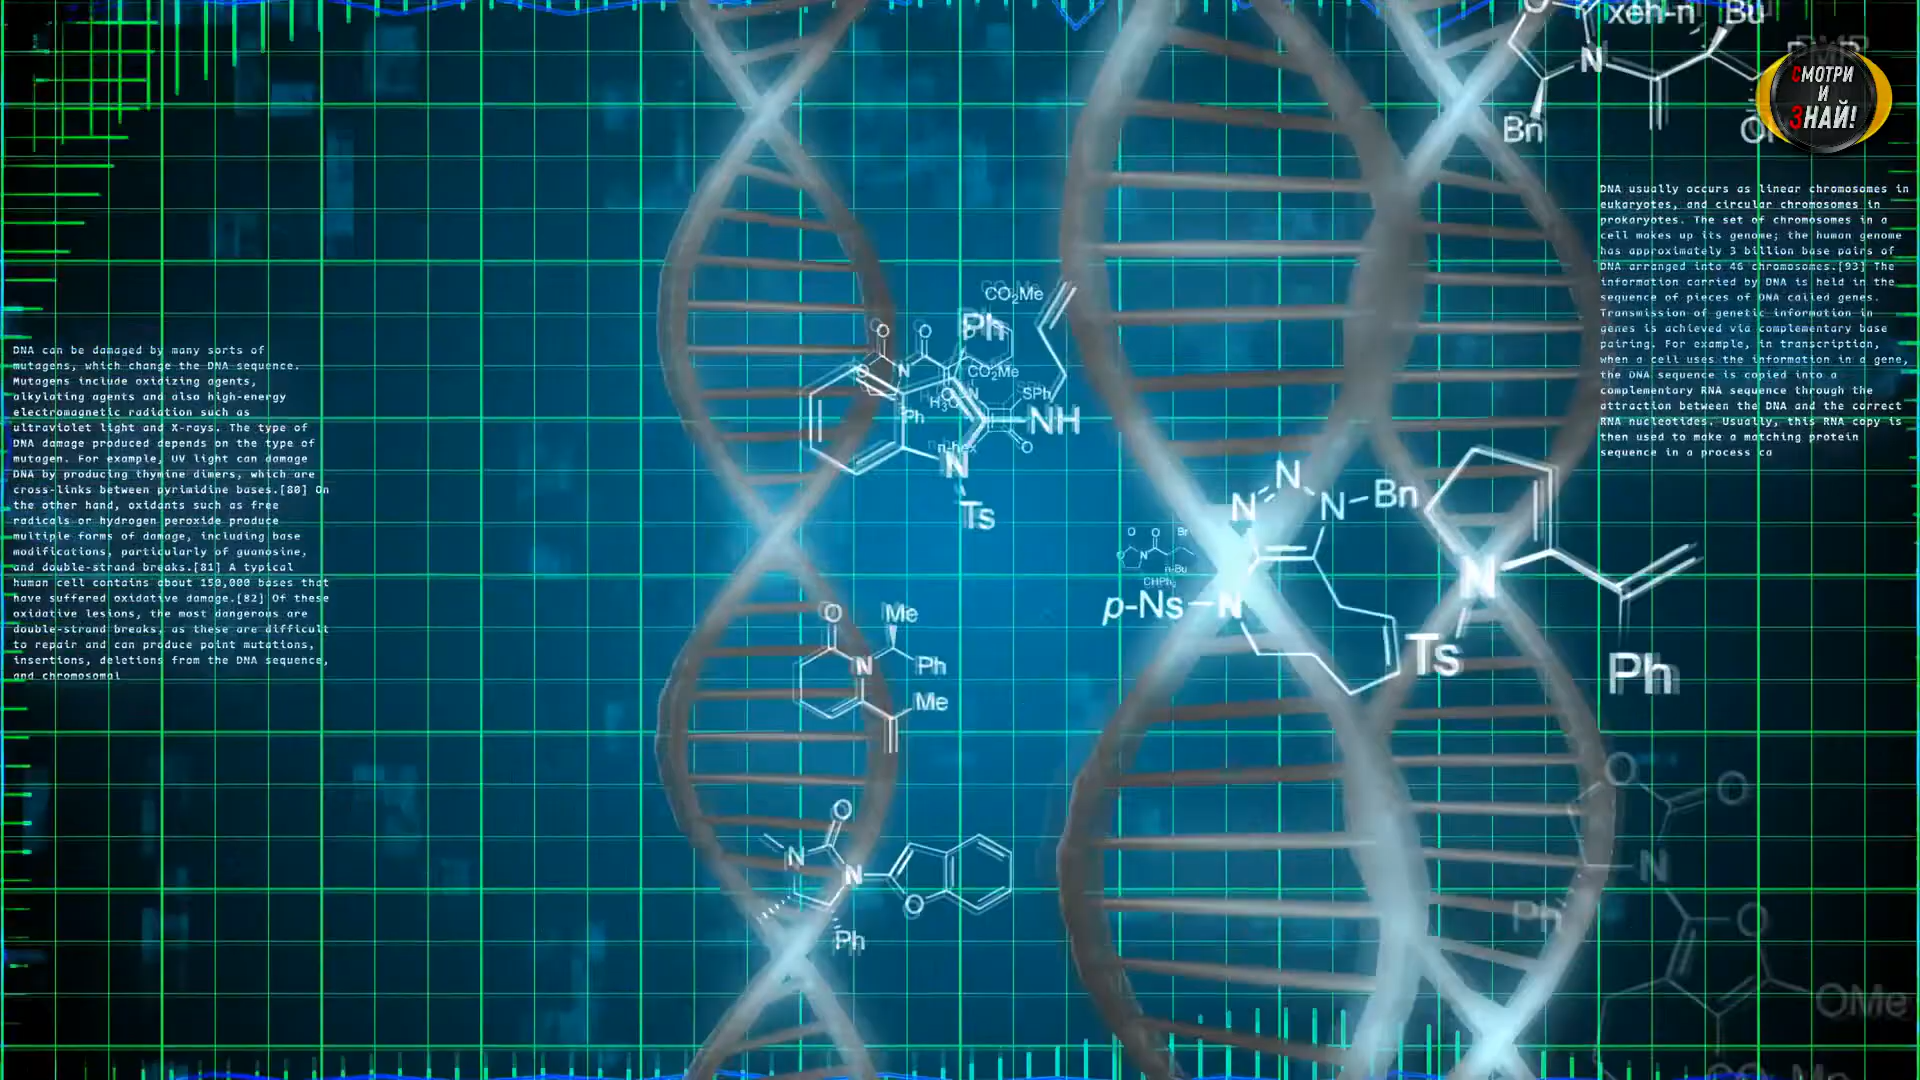 xeh-n
Bu
N
Bn
СМОТРИ
И
ЗНАЙ!
DNA usually occurs as linear chromosomes in
eukaryotes, and circular chromosomes in
prokaryotes. The set of chromosomes in a
cell makes up its genome; the human genome
has approximately 3 billion base pairs of
DNA arranged into 46 chromosomes.[93] The
information carried by DNA is held in the
sequence of pieces of DNA called genes.
Transmission of genetic information in
genes is achieved via complementary base
pairing. For example, in transcription,
when a cell uses the information in a gene,
the DNA sequence is copied into a
complementary RNA sequence through the
attraction between the DNA and the correct
RNA nucleotides. Usually, this RNA copy is
then used to make a matching protein
sequence in a process ca
DNA can be damaged by many sorts of
mutagens, which change the DNA sequence.
Mutagens include oxidizing agents,
alkylating agents and also high-energy
electromagnetic radiation such as
ultraviolet light and X-rays. The type of
DNA damage produced depends on the type of
mutagen. For example, UV light can damage
DNA by producing thymine dimers, which are
cross-links between pyrimidine bases.[80] On
the other hand, oxidants such as free
radicals or hydrogen peroxide produce
multiple forms of damage, including base
modifications, particularly of guanosine,
and double-strand breaks.[81] A typical
human cell contains about 150,000 bases that
have suffered oxidative damage.[82] Of these
oxidative lesions, the most dangerous are
double-strand breaks, as these are difficult
to repair and can produce point mutations,
insertions, deletions from the DNA sequence,
and chromosomal
CO₂Me
Ph
O
O
N
CO₂Me
H₃C
SPh
Ph
NH
n-hex
O
N
Ts
N
N
N
Bn
O
O
Br
O
N
n-Bu
CHPh₂
p-Ns
N
N
Ts
Ph
O
Me
N
Ph
Me
O
N
N
O
Ph
O
O
N
Ph
O
OMe